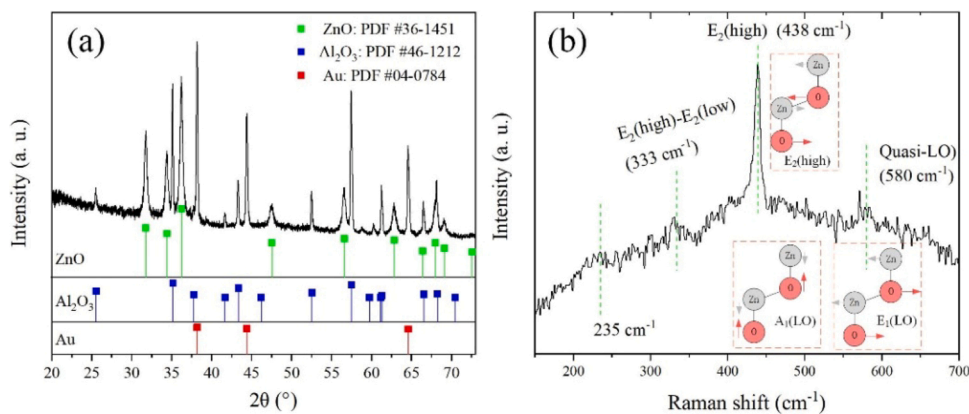 (a)
ZnO: PDF #36-1451
Al₂O₃: PDF #46-1212
Au: PDF #04-0784
Intensity (a. u.)
ZnO
Al₂O₃
Au
20 25 30 35 40 45 50 55 60 65 70
2θ (°)
(b)
E₂(high) (438 cm⁻¹)
E₂(high)-E₂(low)
(333 cm⁻¹)
Quasi-LO)
(580 cm⁻¹)
Zn
O
Zn
O
E₂(high)
235 cm⁻¹
Zn
O
Zn
O
A₁(LO)
Zn
O
Zn
O
E₁(LO)
Intensity (a. u.)
200 300 400 500 600 700
Raman shift (cm⁻¹)